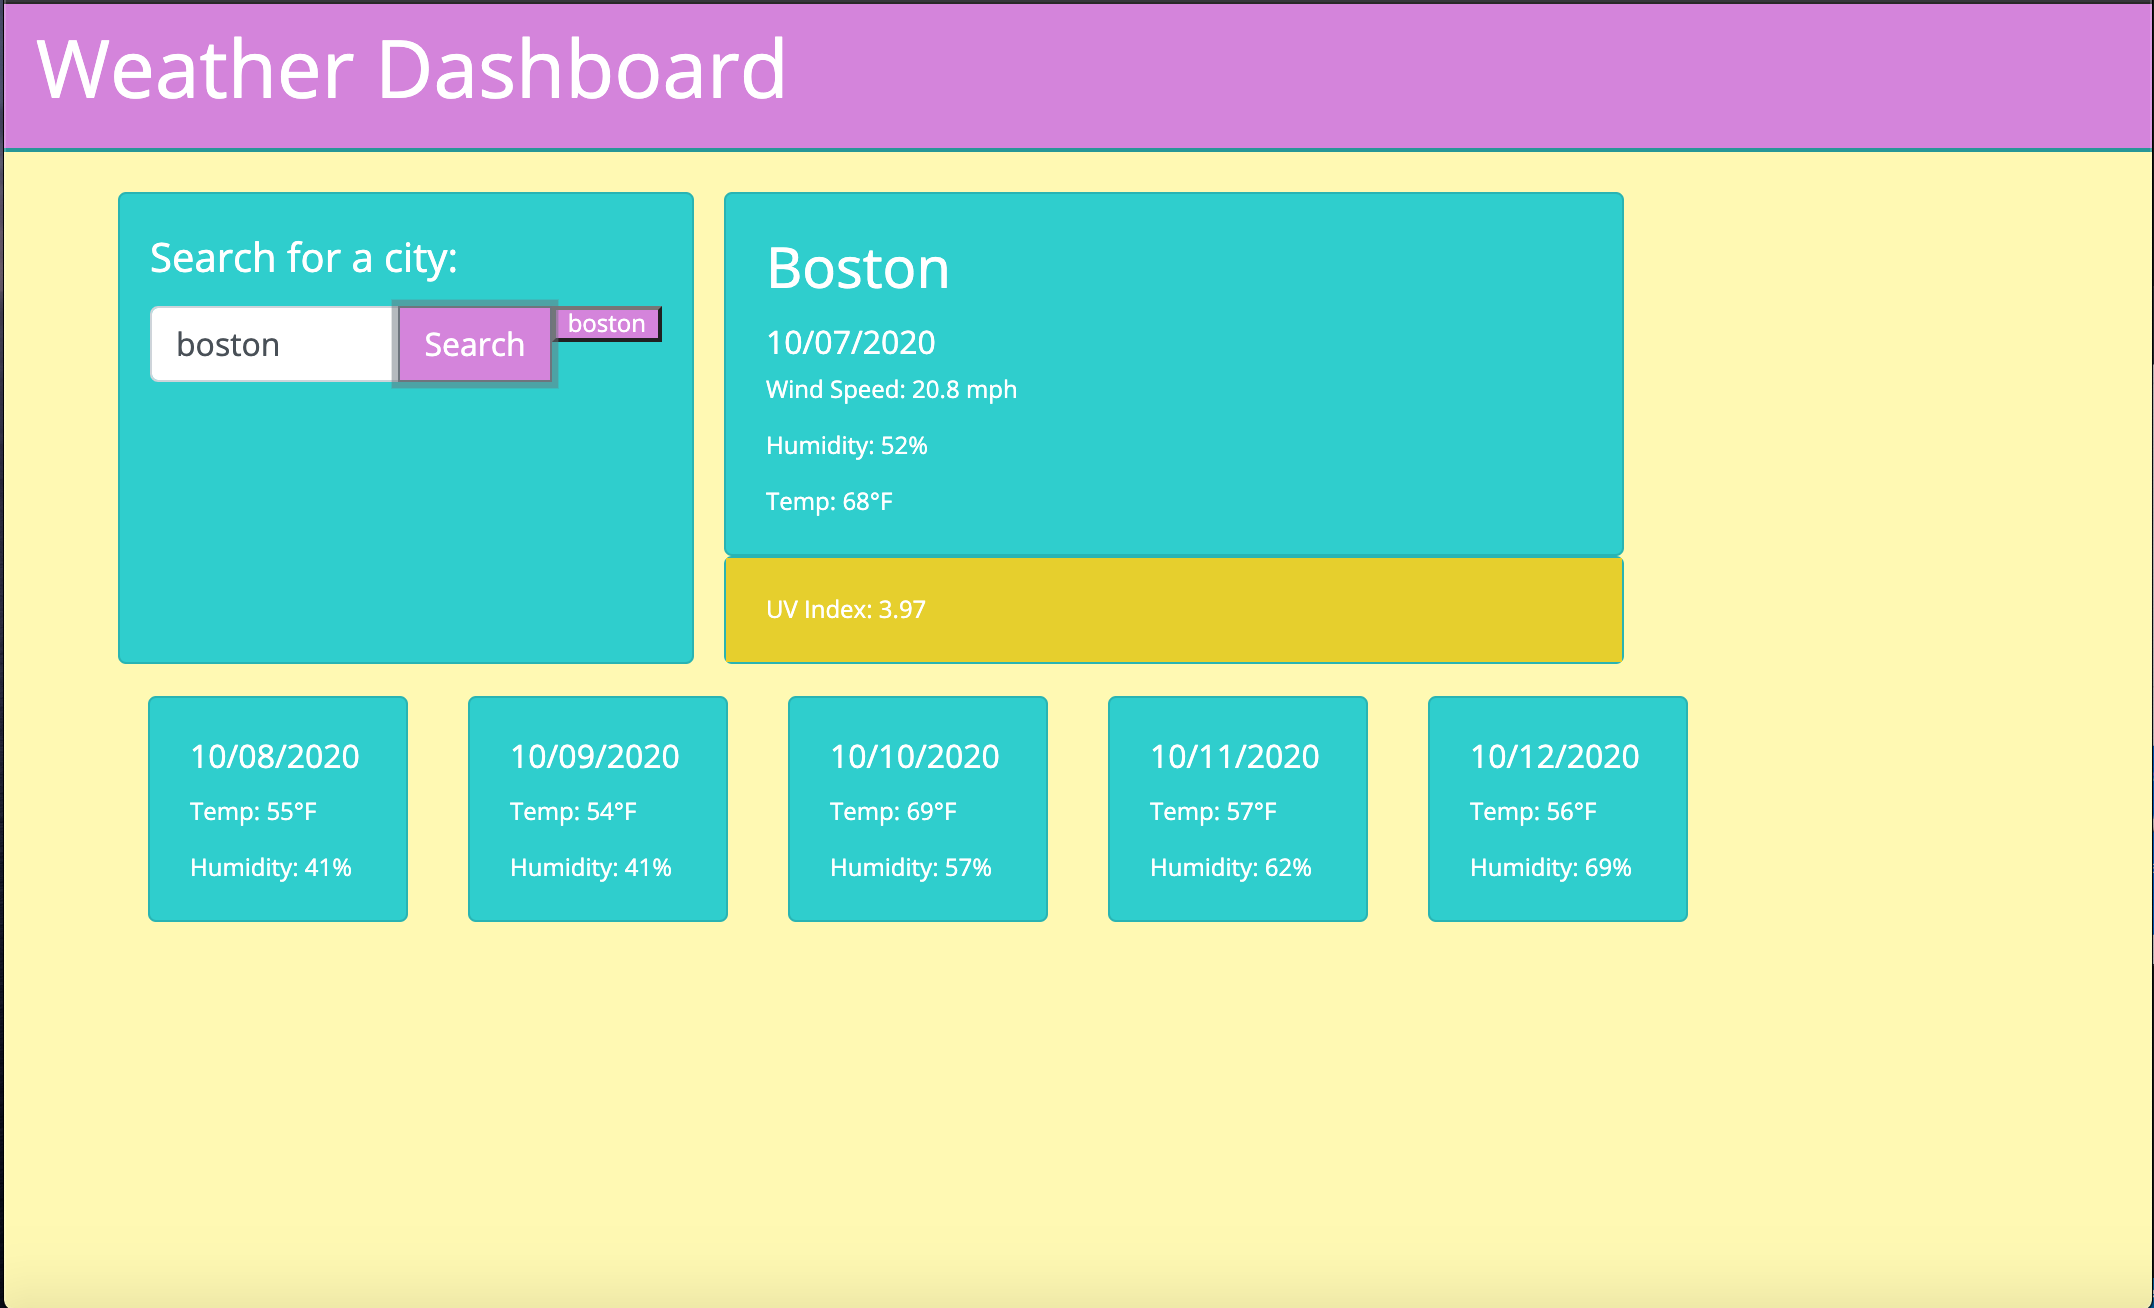 Weather Dashboard
Search for a city:
boston
Search
boston
Boston
10/07/2020
Wind Speed: 20.8 mph
Humidity: 52%
Temp: 68°F
UV Index: 3.97
10/08/2020
Temp: 55°F
Humidity: 41%
10/09/2020
Temp: 54°F
Humidity: 41%
10/10/2020
Temp: 69°F
Humidity: 57%
10/11/2020
Temp: 57°F
Humidity: 62%
10/12/2020
Temp: 56°F
Humidity: 69%